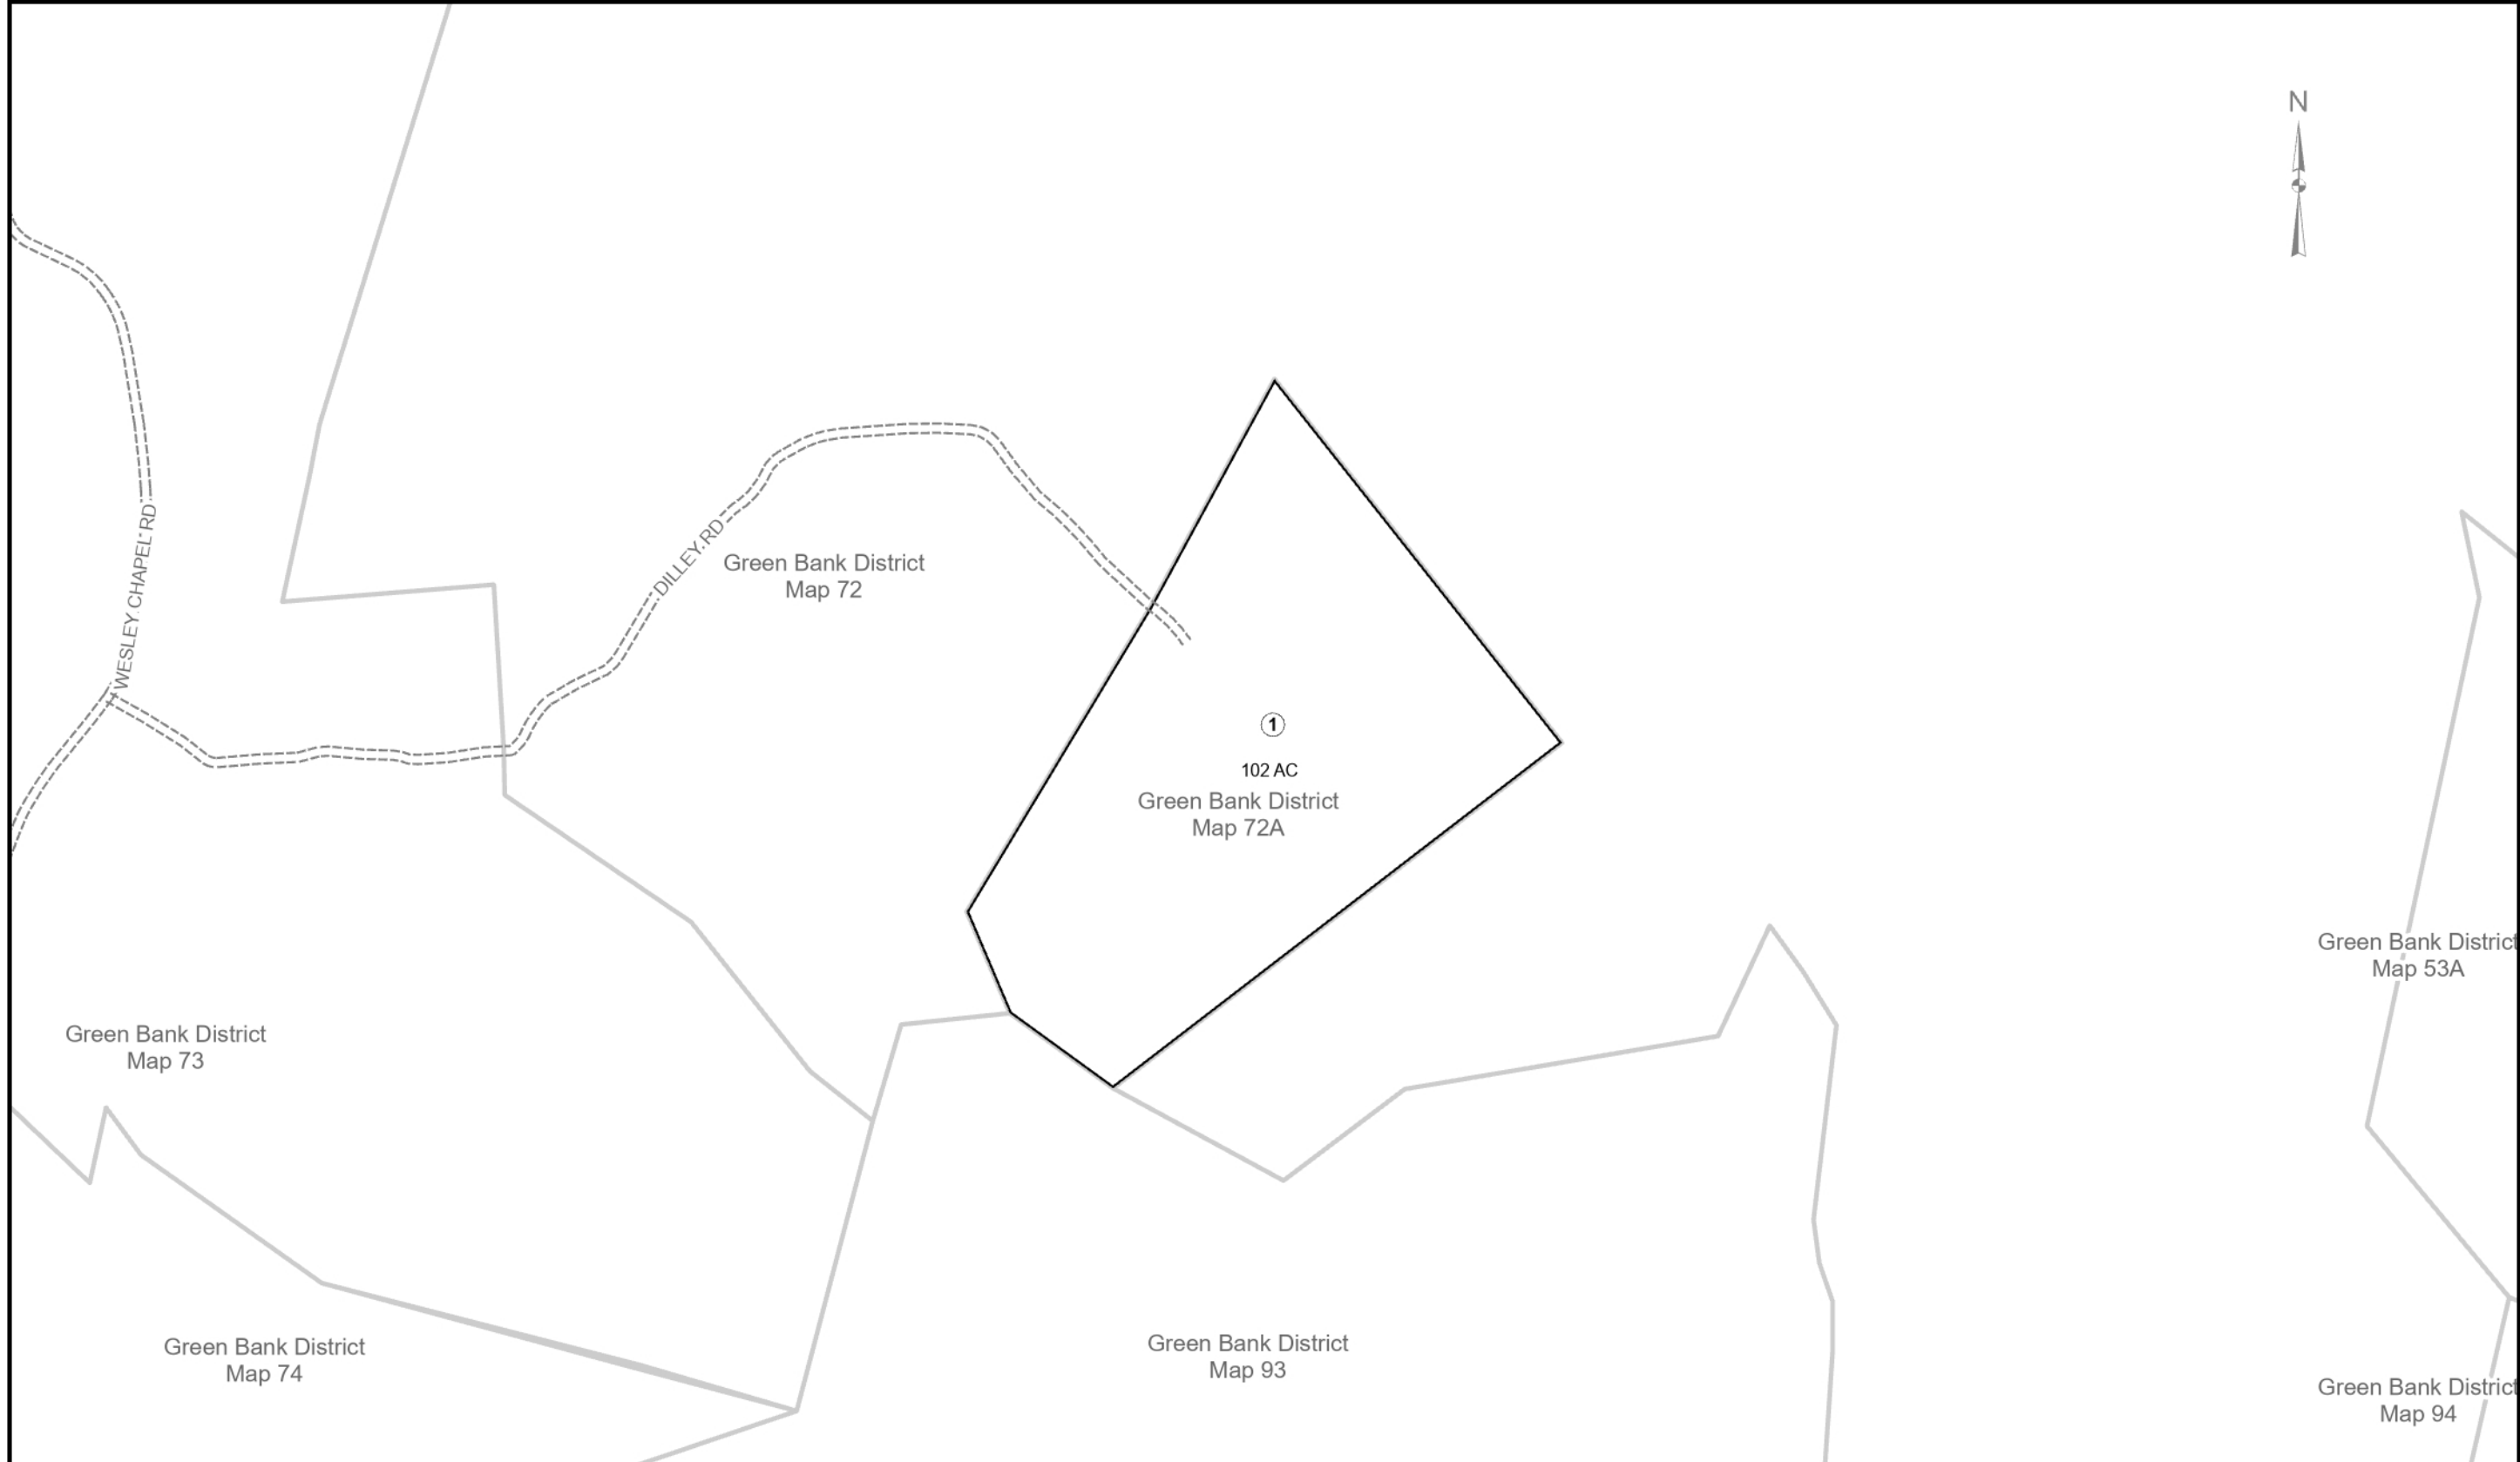 N
WESLEY CHAPEL RD
DILLEY RD
Green Bank District
Map 72
1
102 AC
Green Bank District
Map 72A
Green Bank District
Map 53A
Green Bank District
Map 73
Green Bank District
Map 74
Green Bank District
Map 93
Green Bank District
Map 94